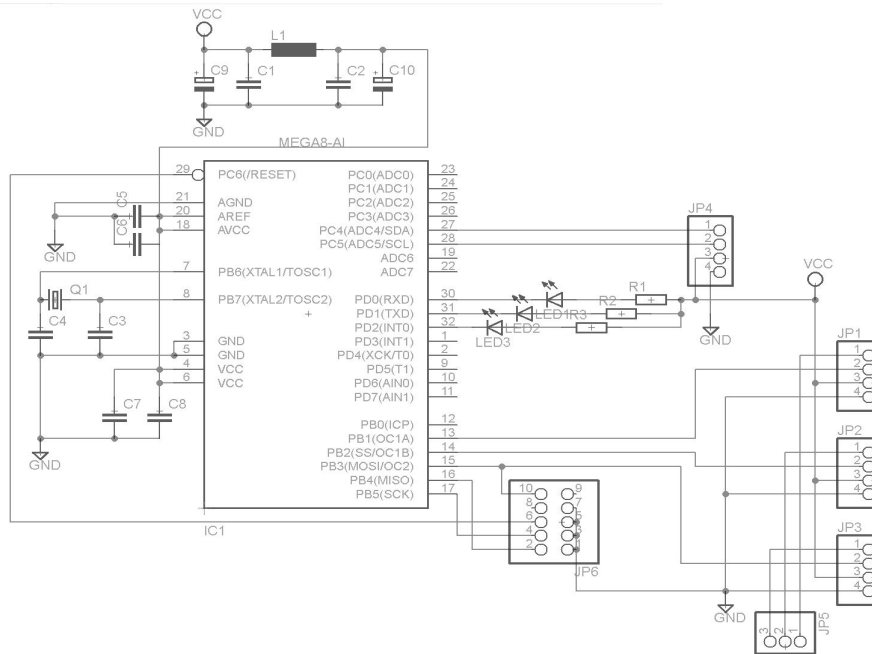 VCC
L1
C9
C1
C2
C10
GND
MEGA8-AI
29 PC6(/RESET)
21 AGND
20 AREF
18 AVCC
7 PB6(XTAL1/TOSC1)
8 PB7(XTAL2/TOSC2)
3 GND
5 GND
4 VCC
6 VCC
PC0(ADC0) 23
PC1(ADC1) 24
PC2(ADC2) 25
PC3(ADC3) 26
PC4(ADC4/SDA) 27
PC5(ADC5/SCL) 28
ADC6 19
ADC7 22
PD0(RXD) 30
PD1(TXD) 31
PD2(INT0) 32
PD3(INT1) 1
PD4(XCK/T0) 2
PD5(T1) 9
PD6(AIN0) 10
PD7(AIN1) 11
PB0(ICP) 12
PB1(OC1A) 13
PB2(SS/OC1B) 14
PB3(MOSI/OC2) 15
PB4(MISO) 16
PB5(SCK) 17
IC1
C5
C6
GND
Q1
C4
C3
C7
C8
GND
LED1
LED2
LED3
R1
R2
R3
JP4
1
2
3
4
GND
VCC
JP1
1
2
3
4
JP2
1
2
3
4
JP3
1
2
3
4
10 9
8 7
6 5
4 3
2 1
JP6
GND
JP5
3 2 1